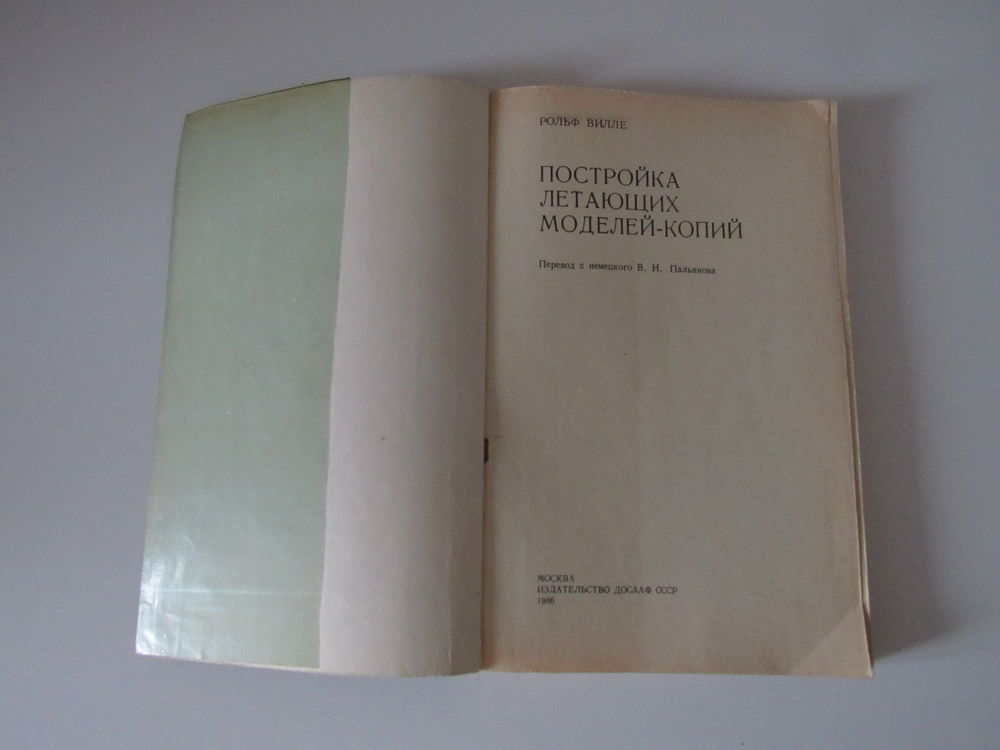 РОЛЬФ ВИЛЛЕ
ПОСТРОЙКА
ЛЕТАЮЩИХ
МОДЕЛЕЙ-КОПИЙ
Перевод с немецкого В. Н. Пальянова
МОСКВА
ИЗДАТЕЛЬСТВО ДОСААФ СССР
1986